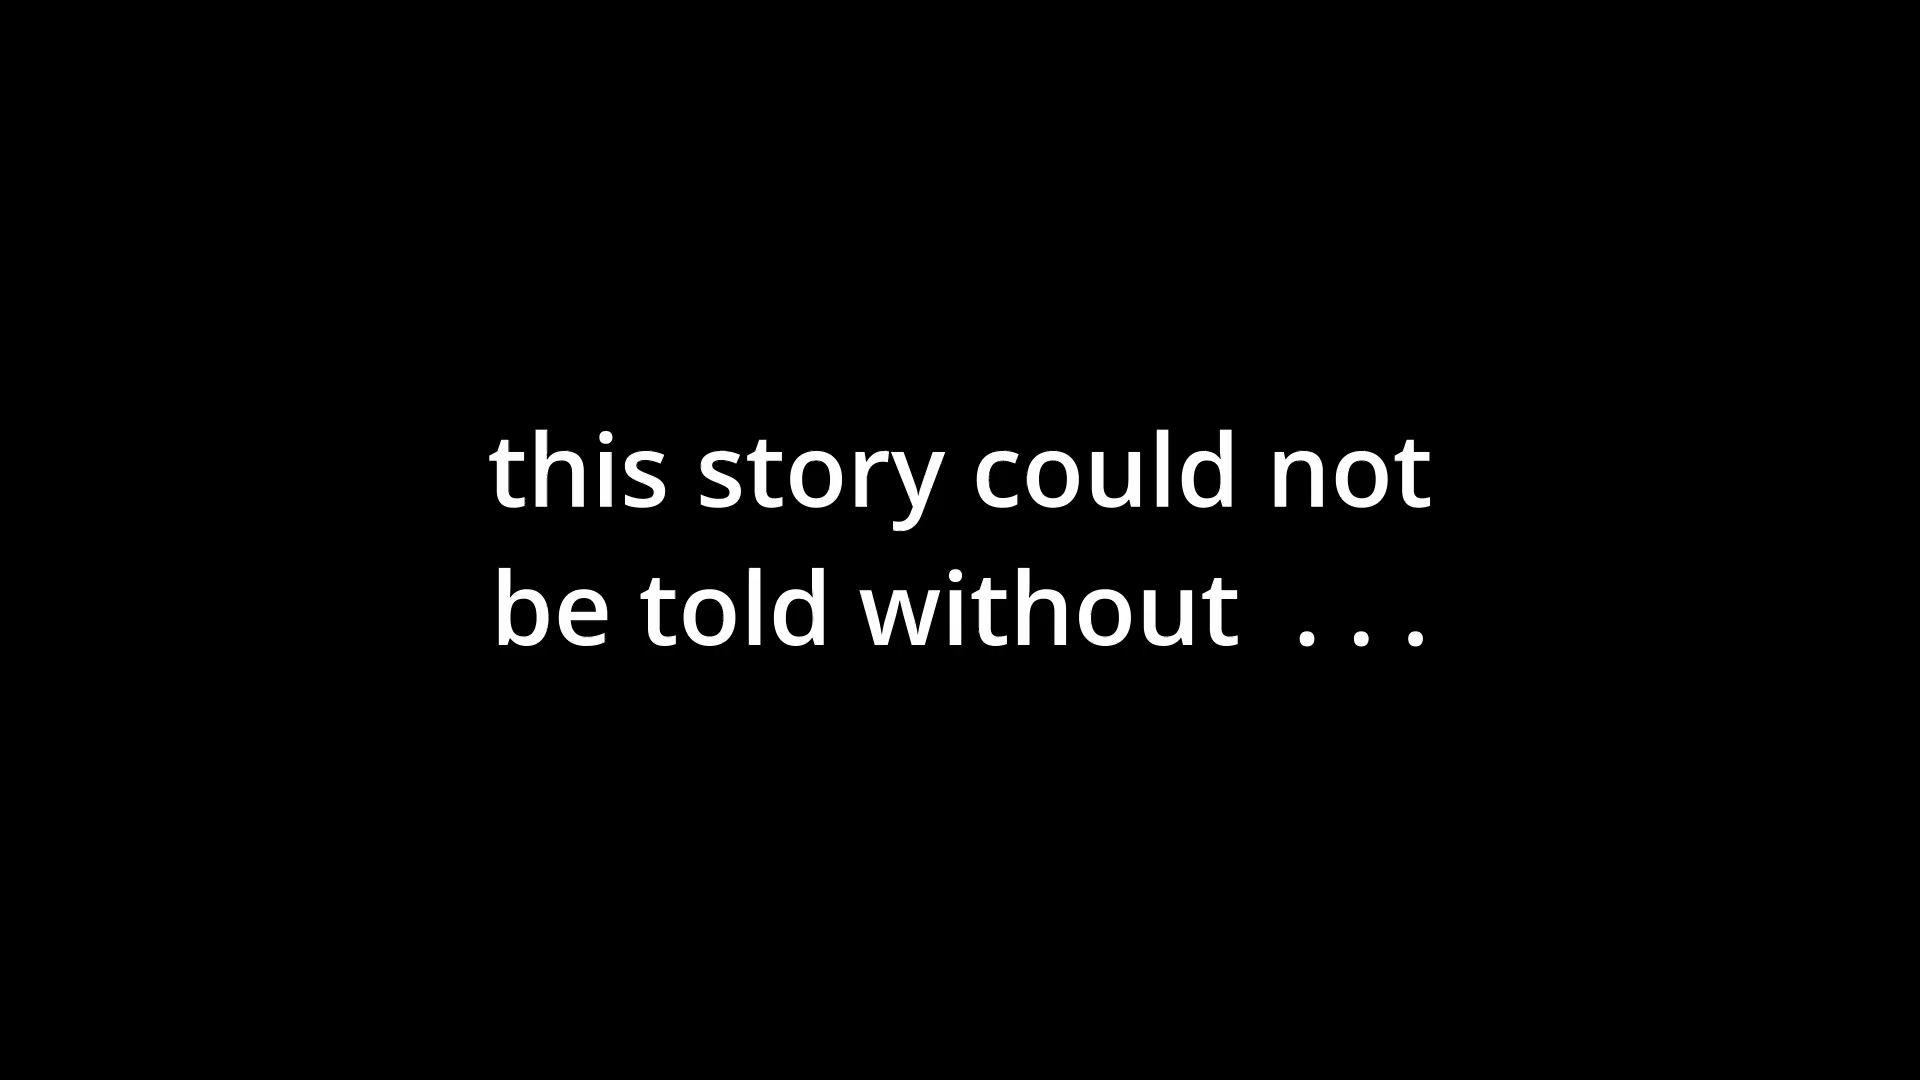 this story could not
be told without  . . .